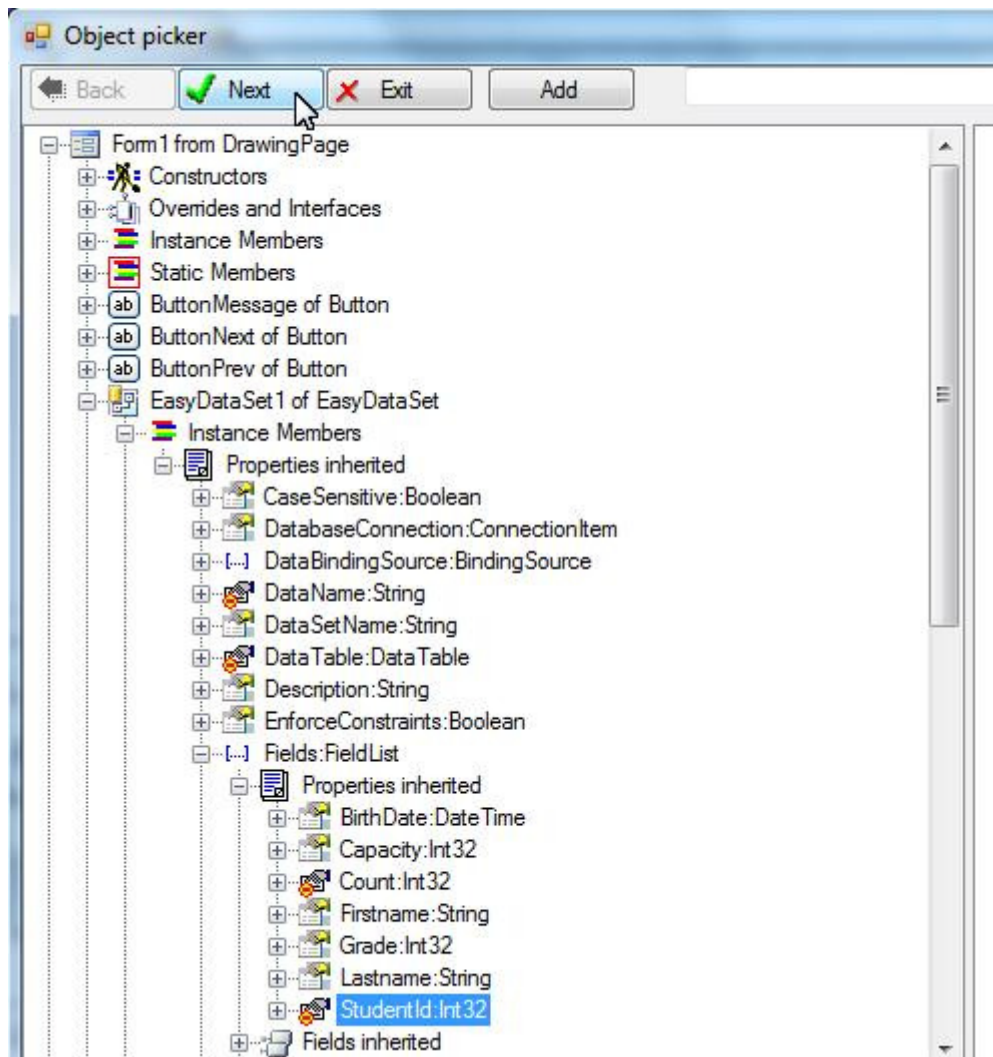 Object picker
Back Next Exit Add
Form1 from DrawingPage
Constructors
Overrides and Interfaces
Instance Members
Static Members
ab ButtonMessage of Button
ab ButtonNext of Button
ab ButtonPrev of Button
EasyDataSet1 of EasyDataSet
Instance Members
Properties inherited
CaseSensitive:Boolean
DatabaseConnection:ConnectionItem
[...] DataBindingSource:BindingSource
DataName:String
DataSetName:String
DataTable:DataTable
Description:String
EnforceConstraints:Boolean
[...] Fields:FieldList
Properties inherited
BirthDate:DateTime
Capacity:Int32
Count:Int32
Firstname:String
Grade:Int32
Lastname:String
StudentId:Int32
Fields inherited